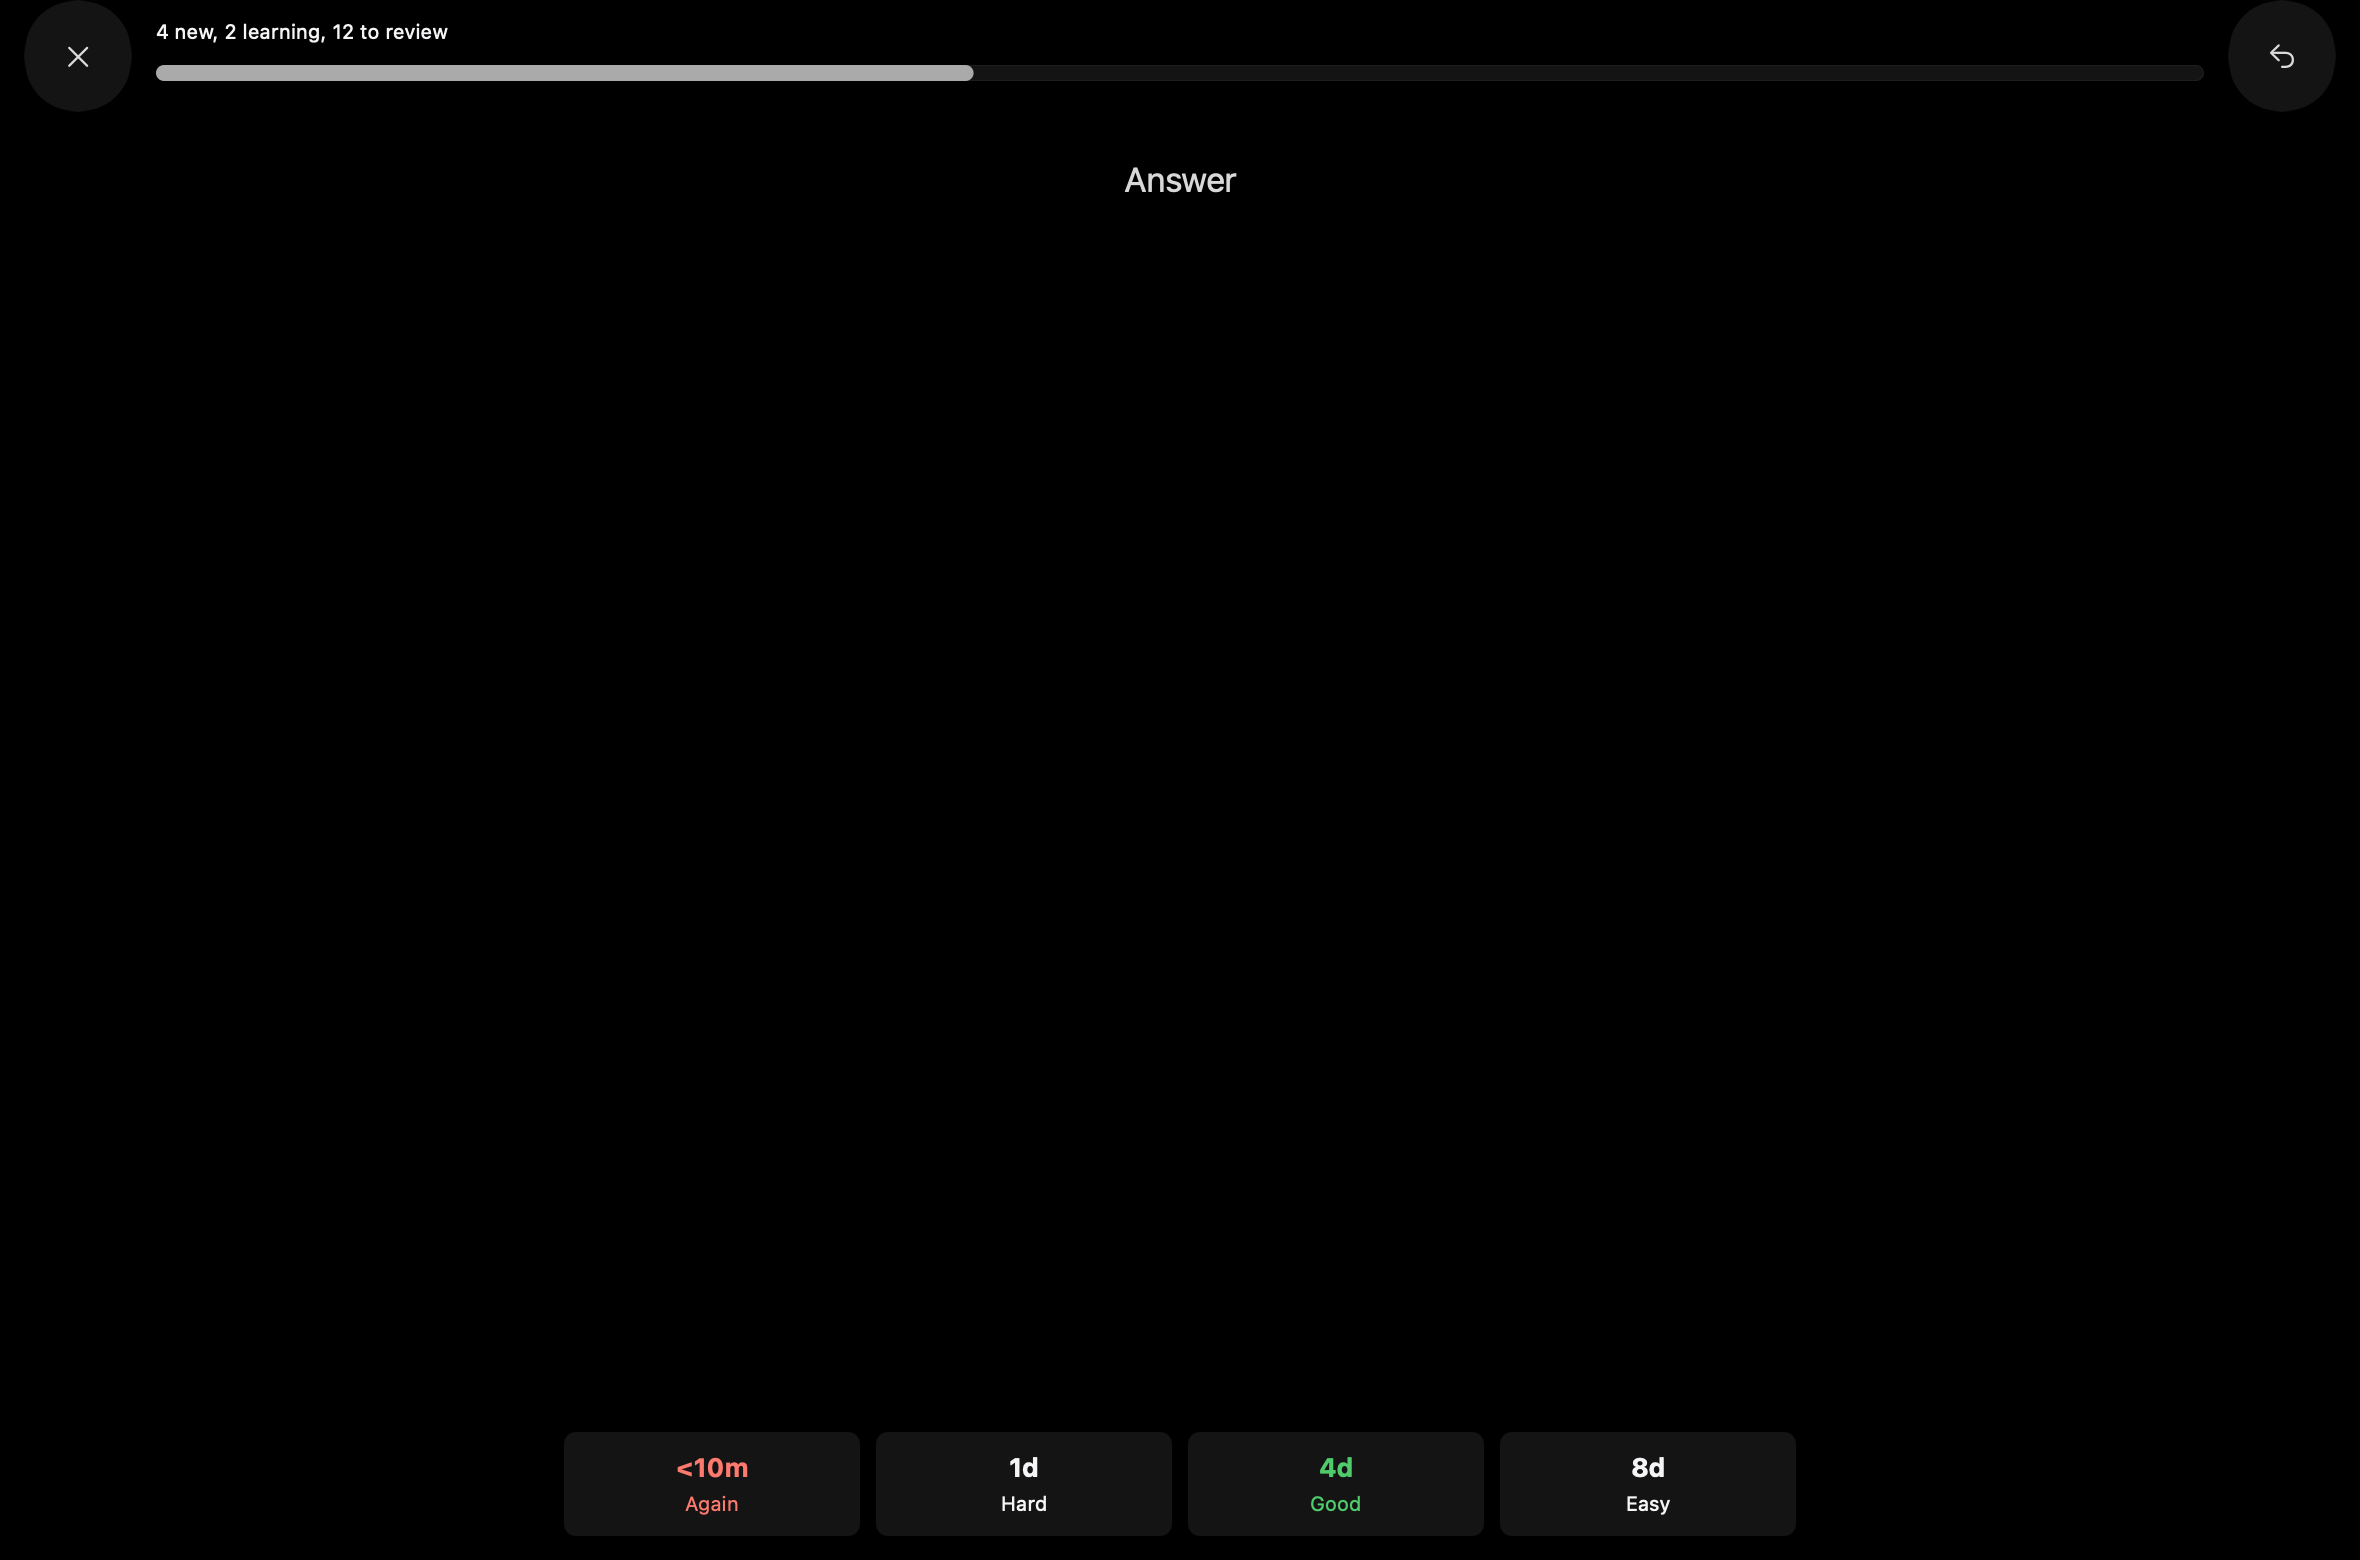 4 new, 2 learning, 12 to review
Answer
<10m
Again
1d
Hard
4d
Good
8d
Easy